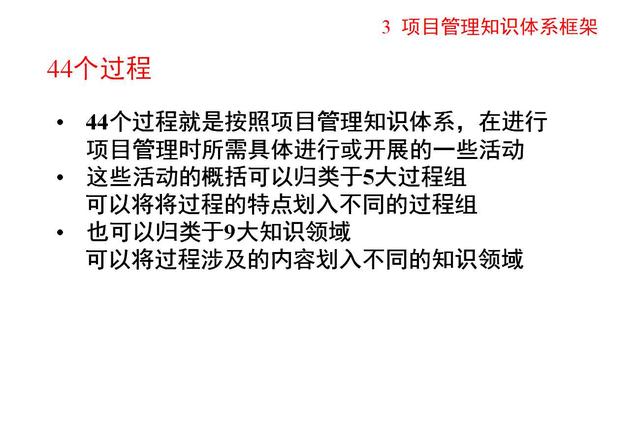 3 项目管理知识体系框架
44个过程
• 44个过程就是按照项目管理知识体系，在进行
项目管理时所需具体进行或开展的一些活动
• 这些活动的概括可以归类于5大过程组
可以将将过程的特点划入不同的过程组
• 也可以归类于9大知识领域
可以将过程涉及的内容划入不同的知识领域